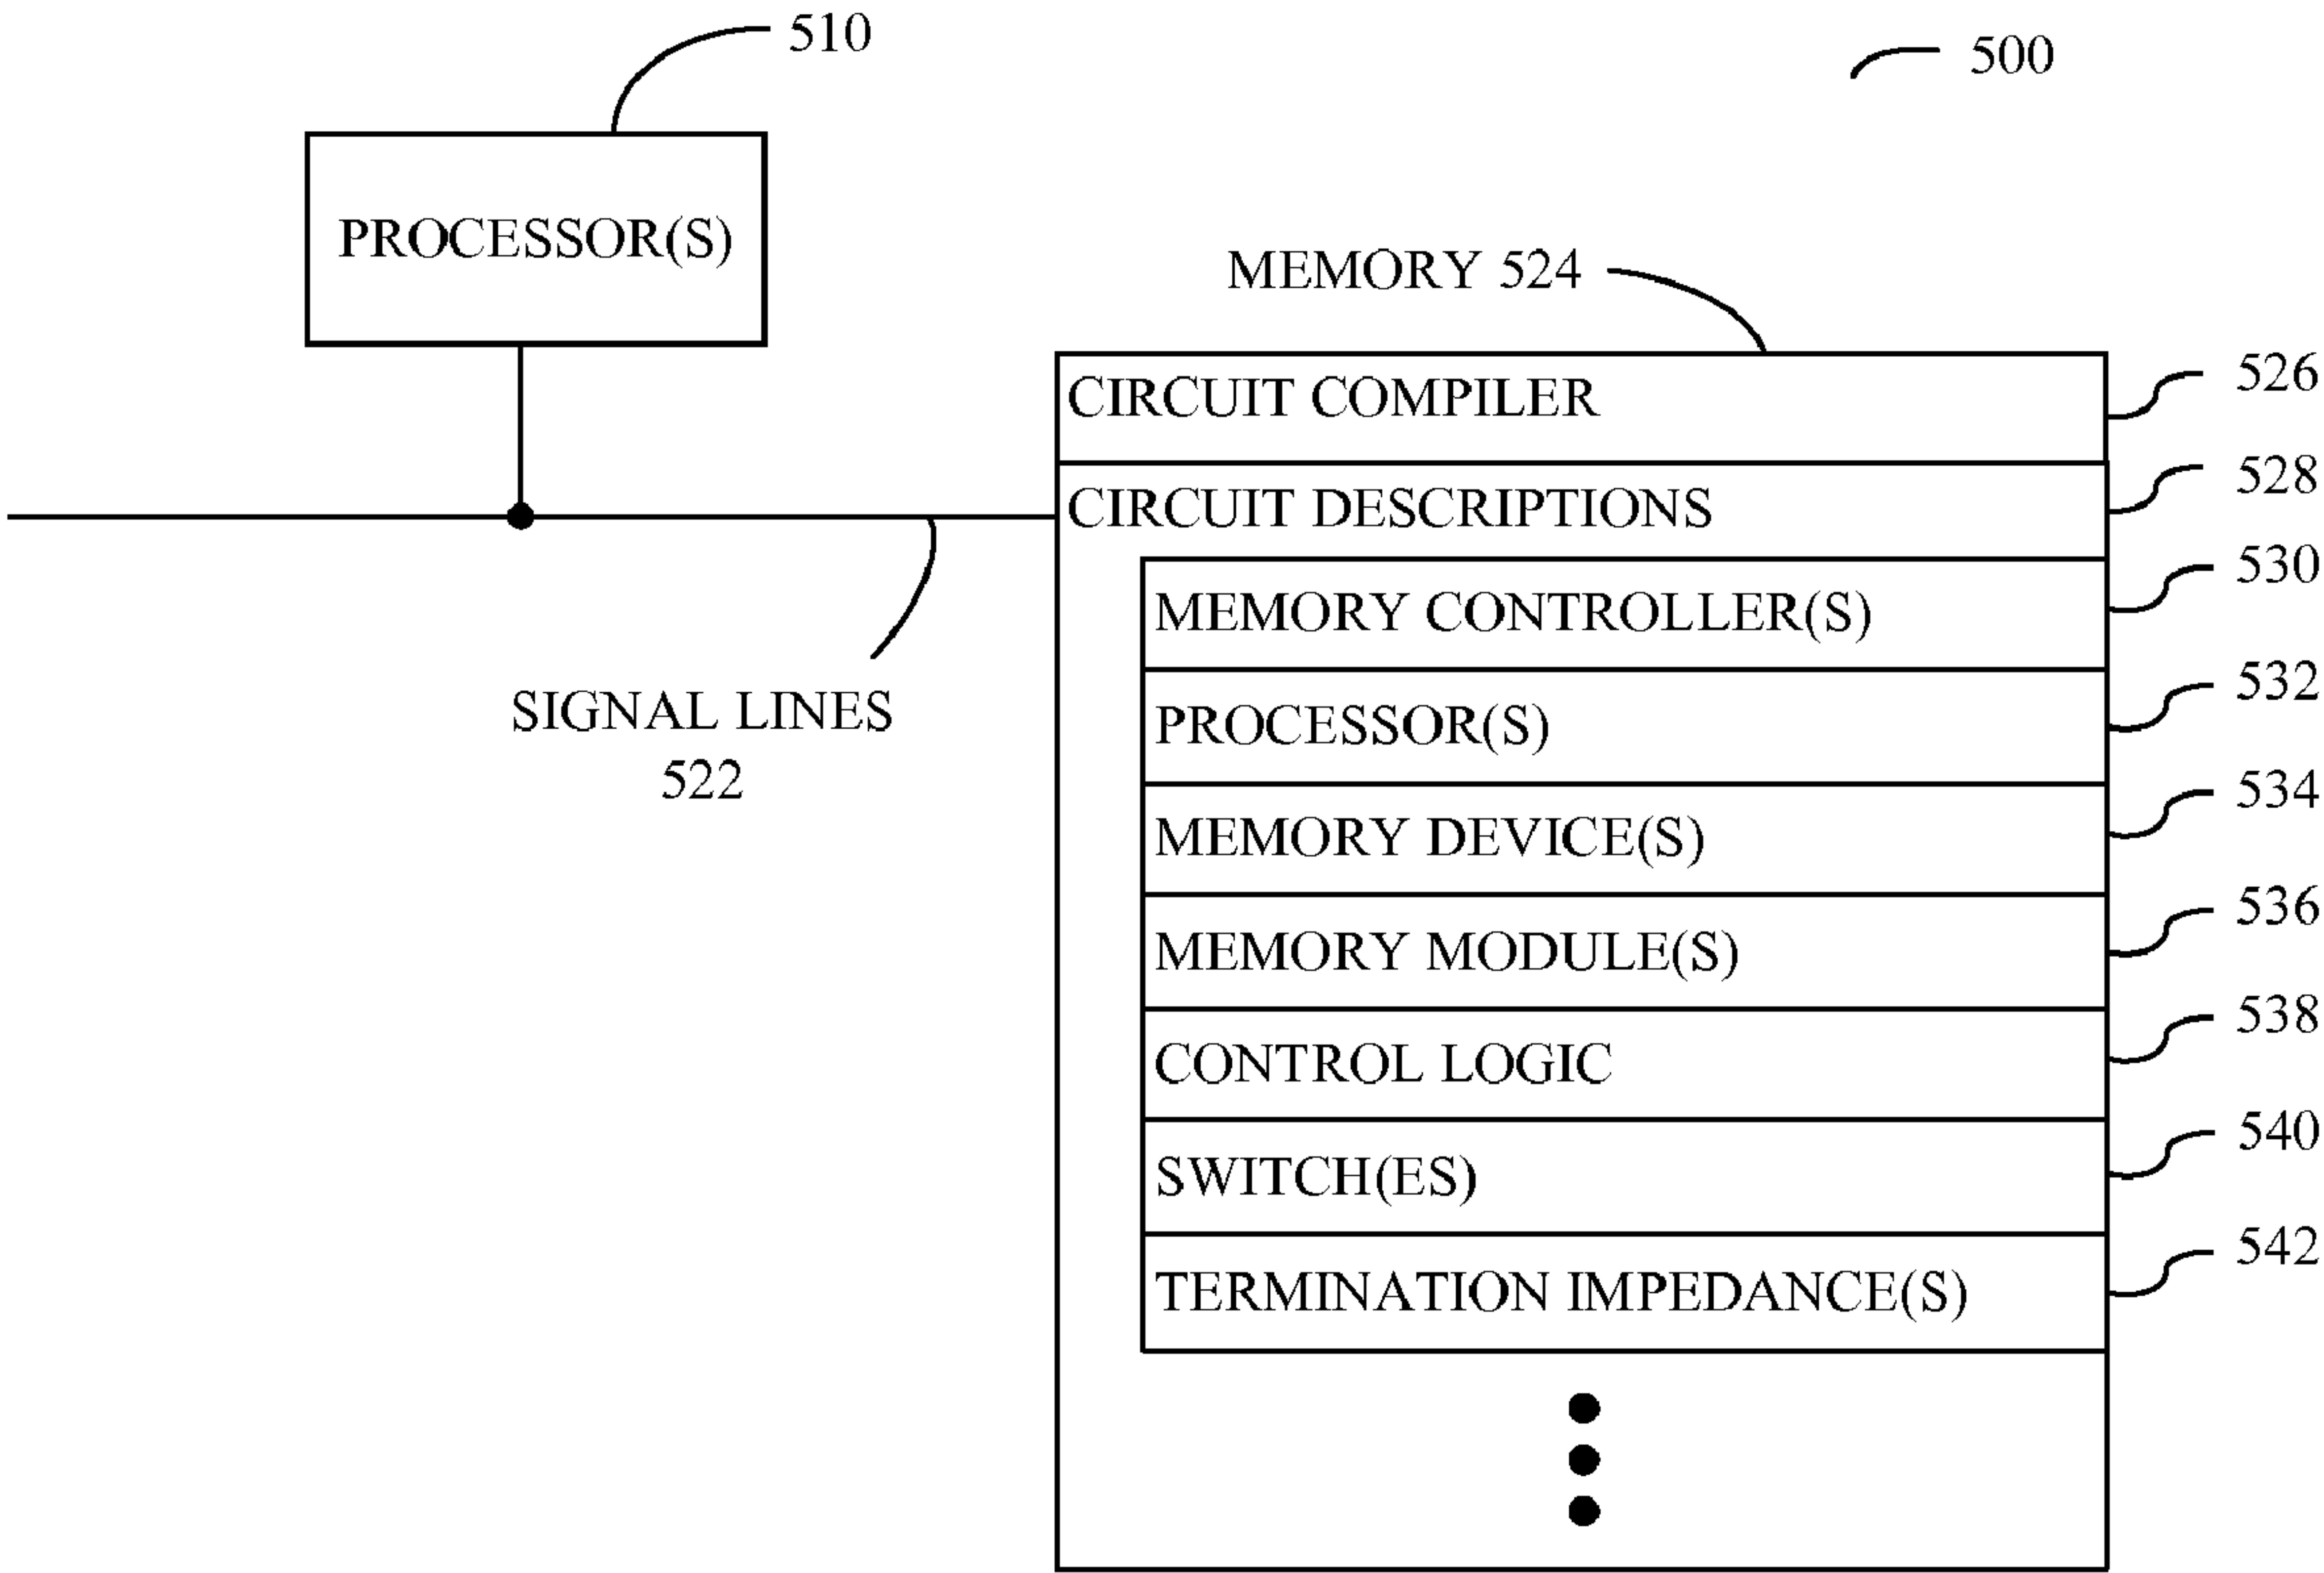 510
500
PROCESSOR(S)
MEMORY 524
CIRCUIT COMPILER
526
CIRCUIT DESCRIPTIONS
528
MEMORY CONTROLLER(S)
530
PROCESSOR(S)
532
SIGNAL LINES
522
MEMORY DEVICE(S)
534
MEMORY MODULE(S)
536
CONTROL LOGIC
538
SWITCH(ES)
540
TERMINATION IMPEDANCE(S)
542